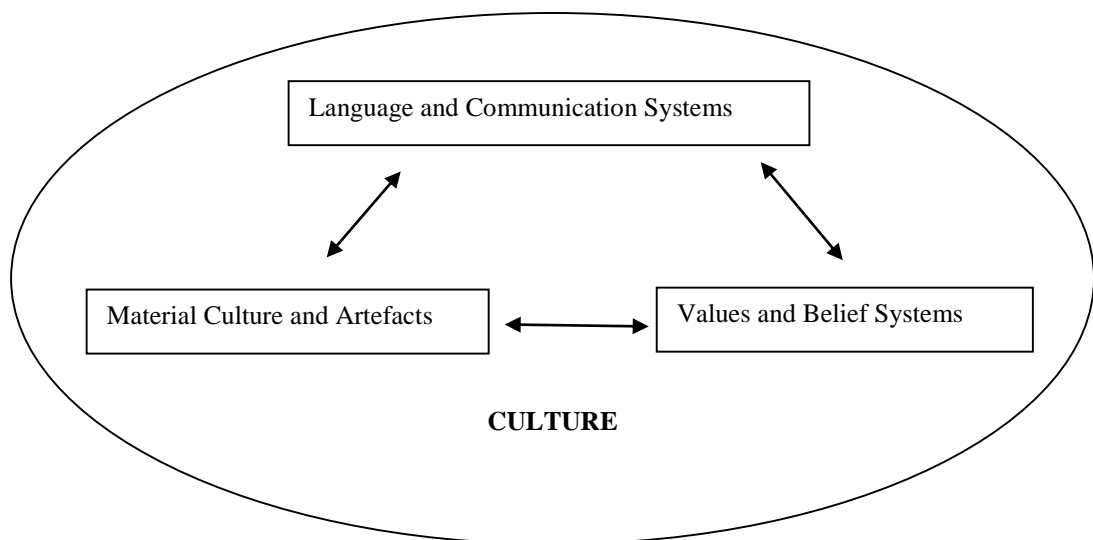 Language and Communication Systems
Material Culture and Artefacts
Values and Belief Systems
CULTURE